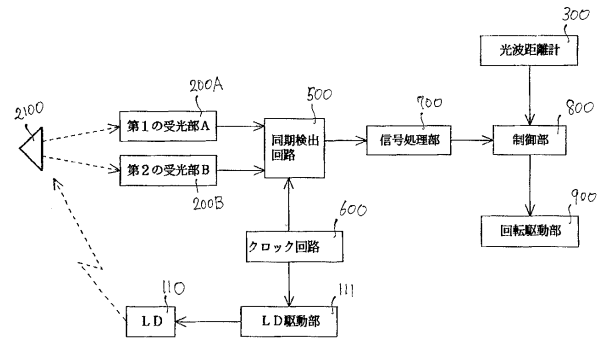 300
光波距離計
200A
2100
第1の受光部A
500
同期検出
回路
700
信号処理部
800
制御部
第2の受光部B
200B
900
回転駆動部
600
クロック回路
110
LD
111
LD駆動部